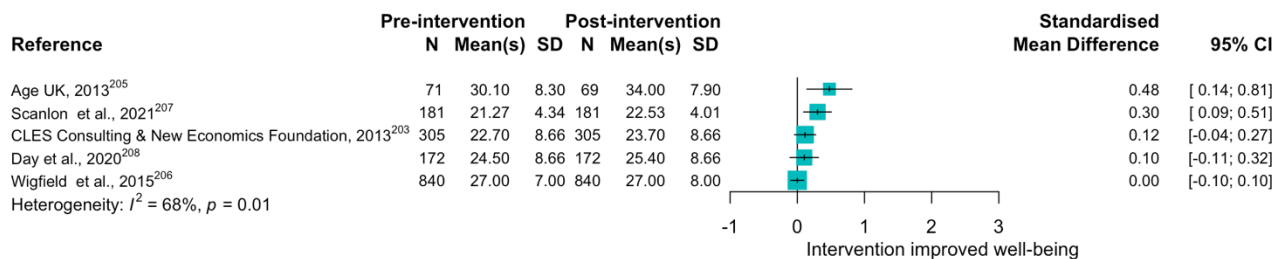 Pre-intervention Post-intervention Standardised
Reference N Mean(s) SD N Mean(s) SD Mean Difference 95% CI
Age UK, 2013²⁰⁵ 71 30.10 8.30 69 34.00 7.90 0.48 [ 0.14; 0.81]
Scanlon et al., 2021²⁰⁷ 181 21.27 4.34 181 22.53 4.01 0.30 [ 0.09; 0.51]
CLES Consulting & New Economics Foundation, 2013²⁰³ 305 22.70 8.66 305 23.70 8.66 0.12 [-0.04; 0.27]
Day et al., 2020²⁰⁸ 172 24.50 8.66 172 25.40 8.66 0.10 [-0.11; 0.32]
Wigfield et al., 2015²⁰⁶ 840 27.00 7.00 840 27.00 8.00 0.00 [-0.10; 0.10]
Heterogeneity: I² = 68%, p = 0.01
-1 0 1 2 3
Intervention improved well-being